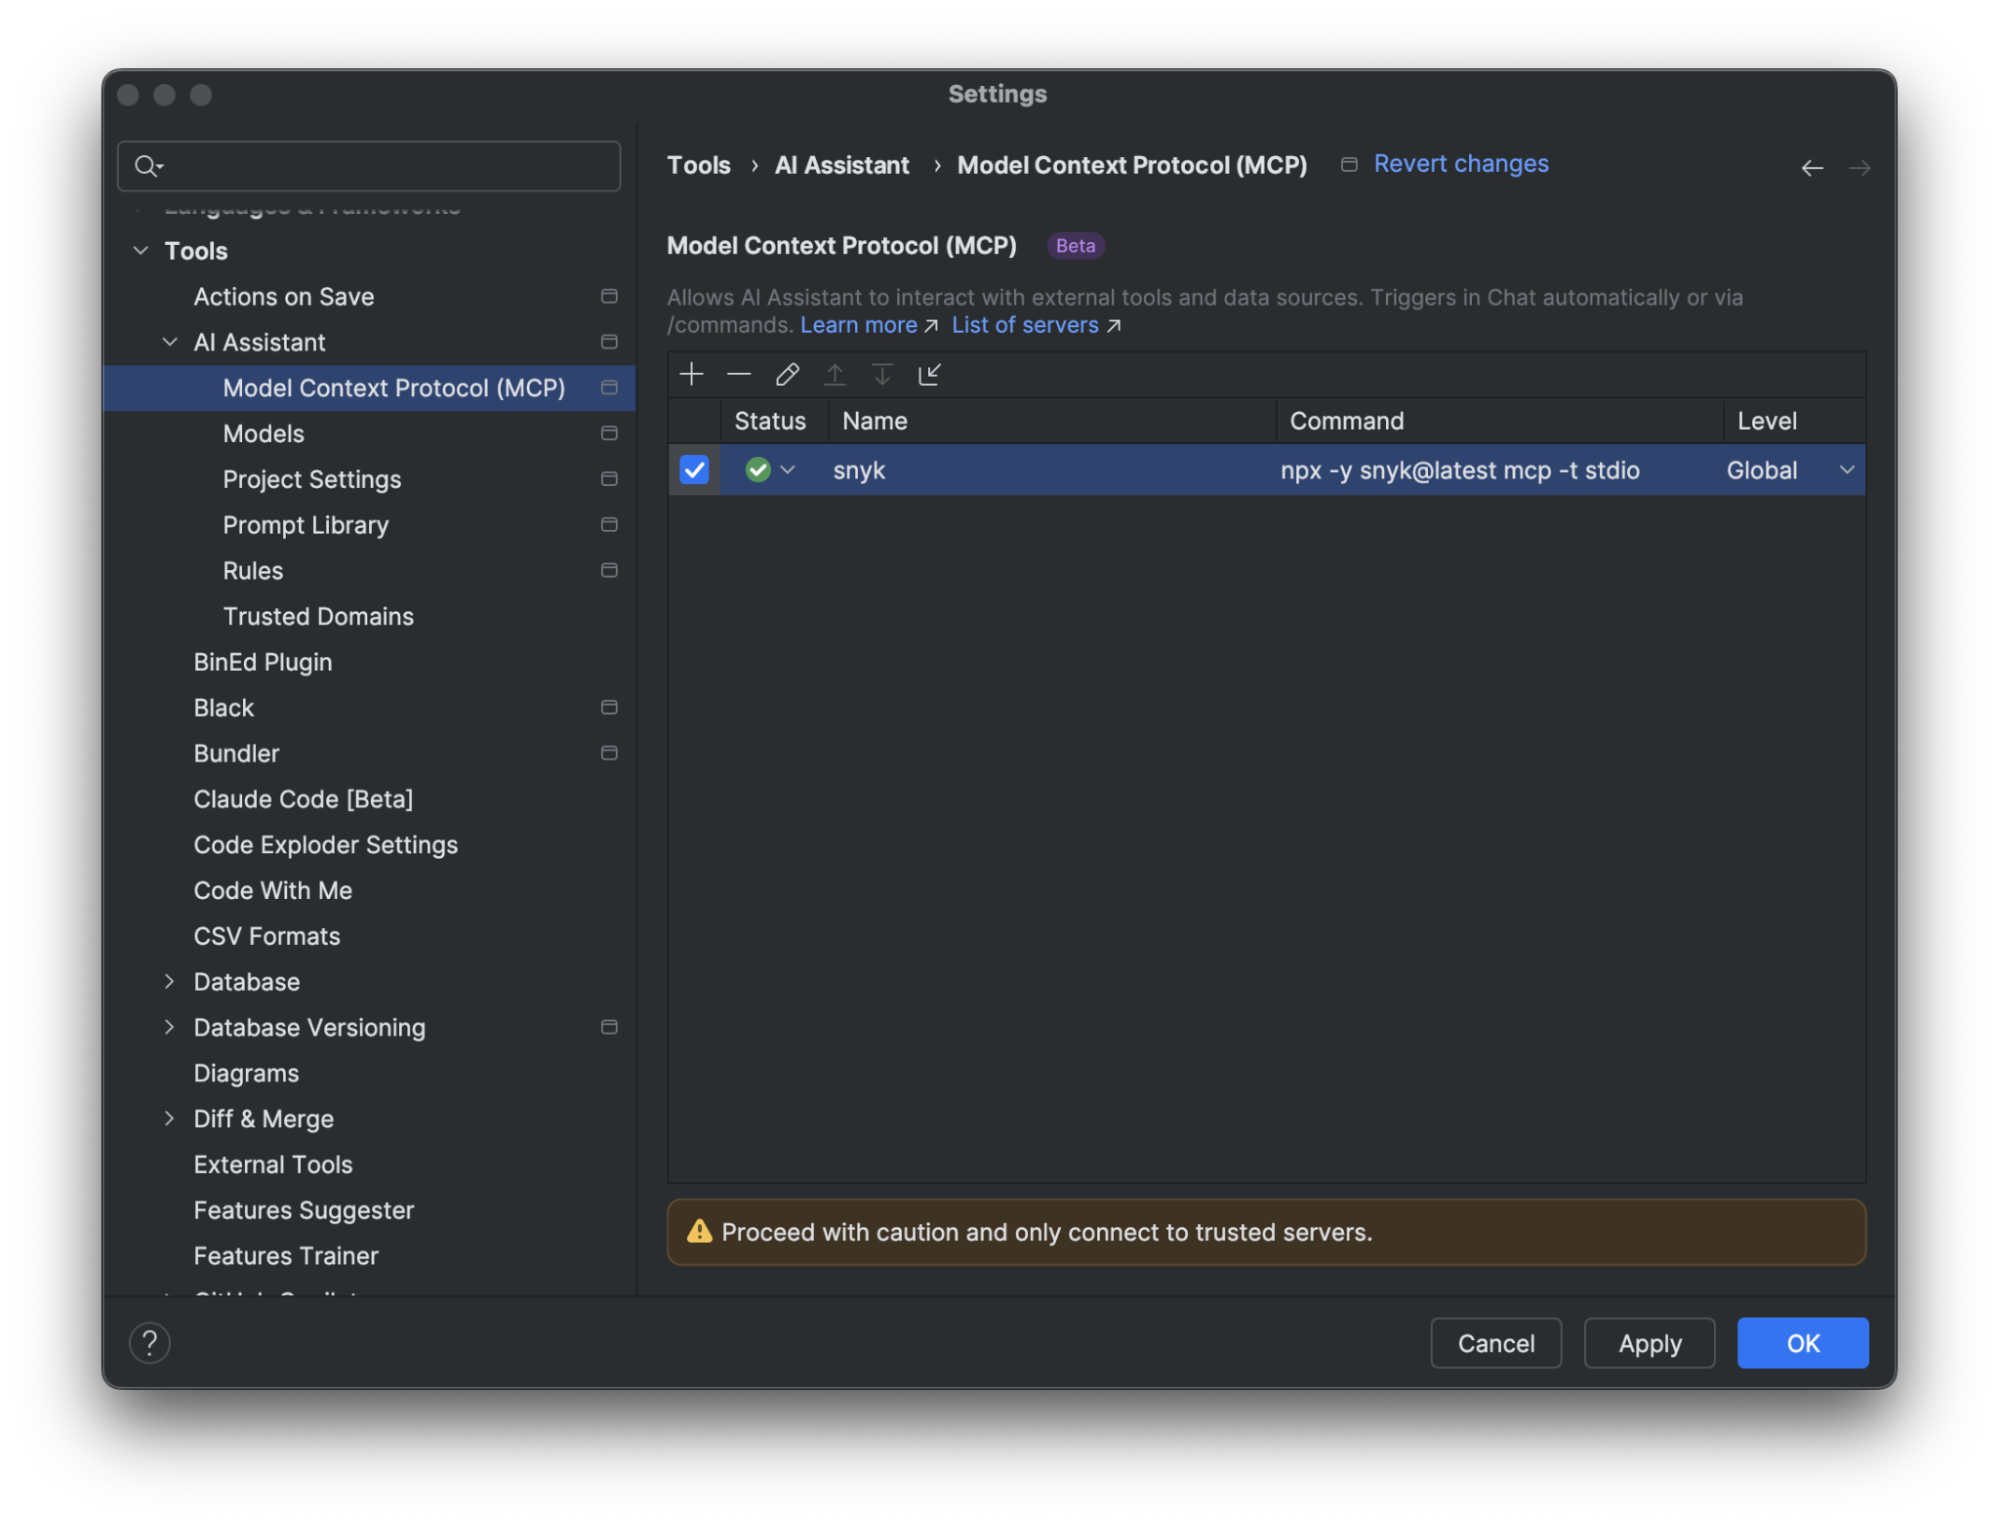 Settings
Languages & Frameworks
Tools
Actions on Save
AI Assistant
Model Context Protocol (MCP)
Models
Project Settings
Prompt Library
Rules
Trusted Domains
BinEd Plugin
Black
Bundler
Claude Code [Beta]
Code Exploder Settings
Code With Me
CSV Formats
Database
Database Versioning
Diagrams
Diff & Merge
External Tools
Features Suggester
Features Trainer
GitHub Copilot
Tools › AI Assistant › Model Context Protocol (MCP) Revert changes
Model Context Protocol (MCP) Beta
Allows AI Assistant to interact with external tools and data sources. Triggers in Chat automatically or via
/commands. Learn more ↗ List of servers ↗
Status Name Command Level
snyk npx -y snyk@latest mcp -t stdio Global
Proceed with caution and only connect to trusted servers.
? Cancel Apply OK